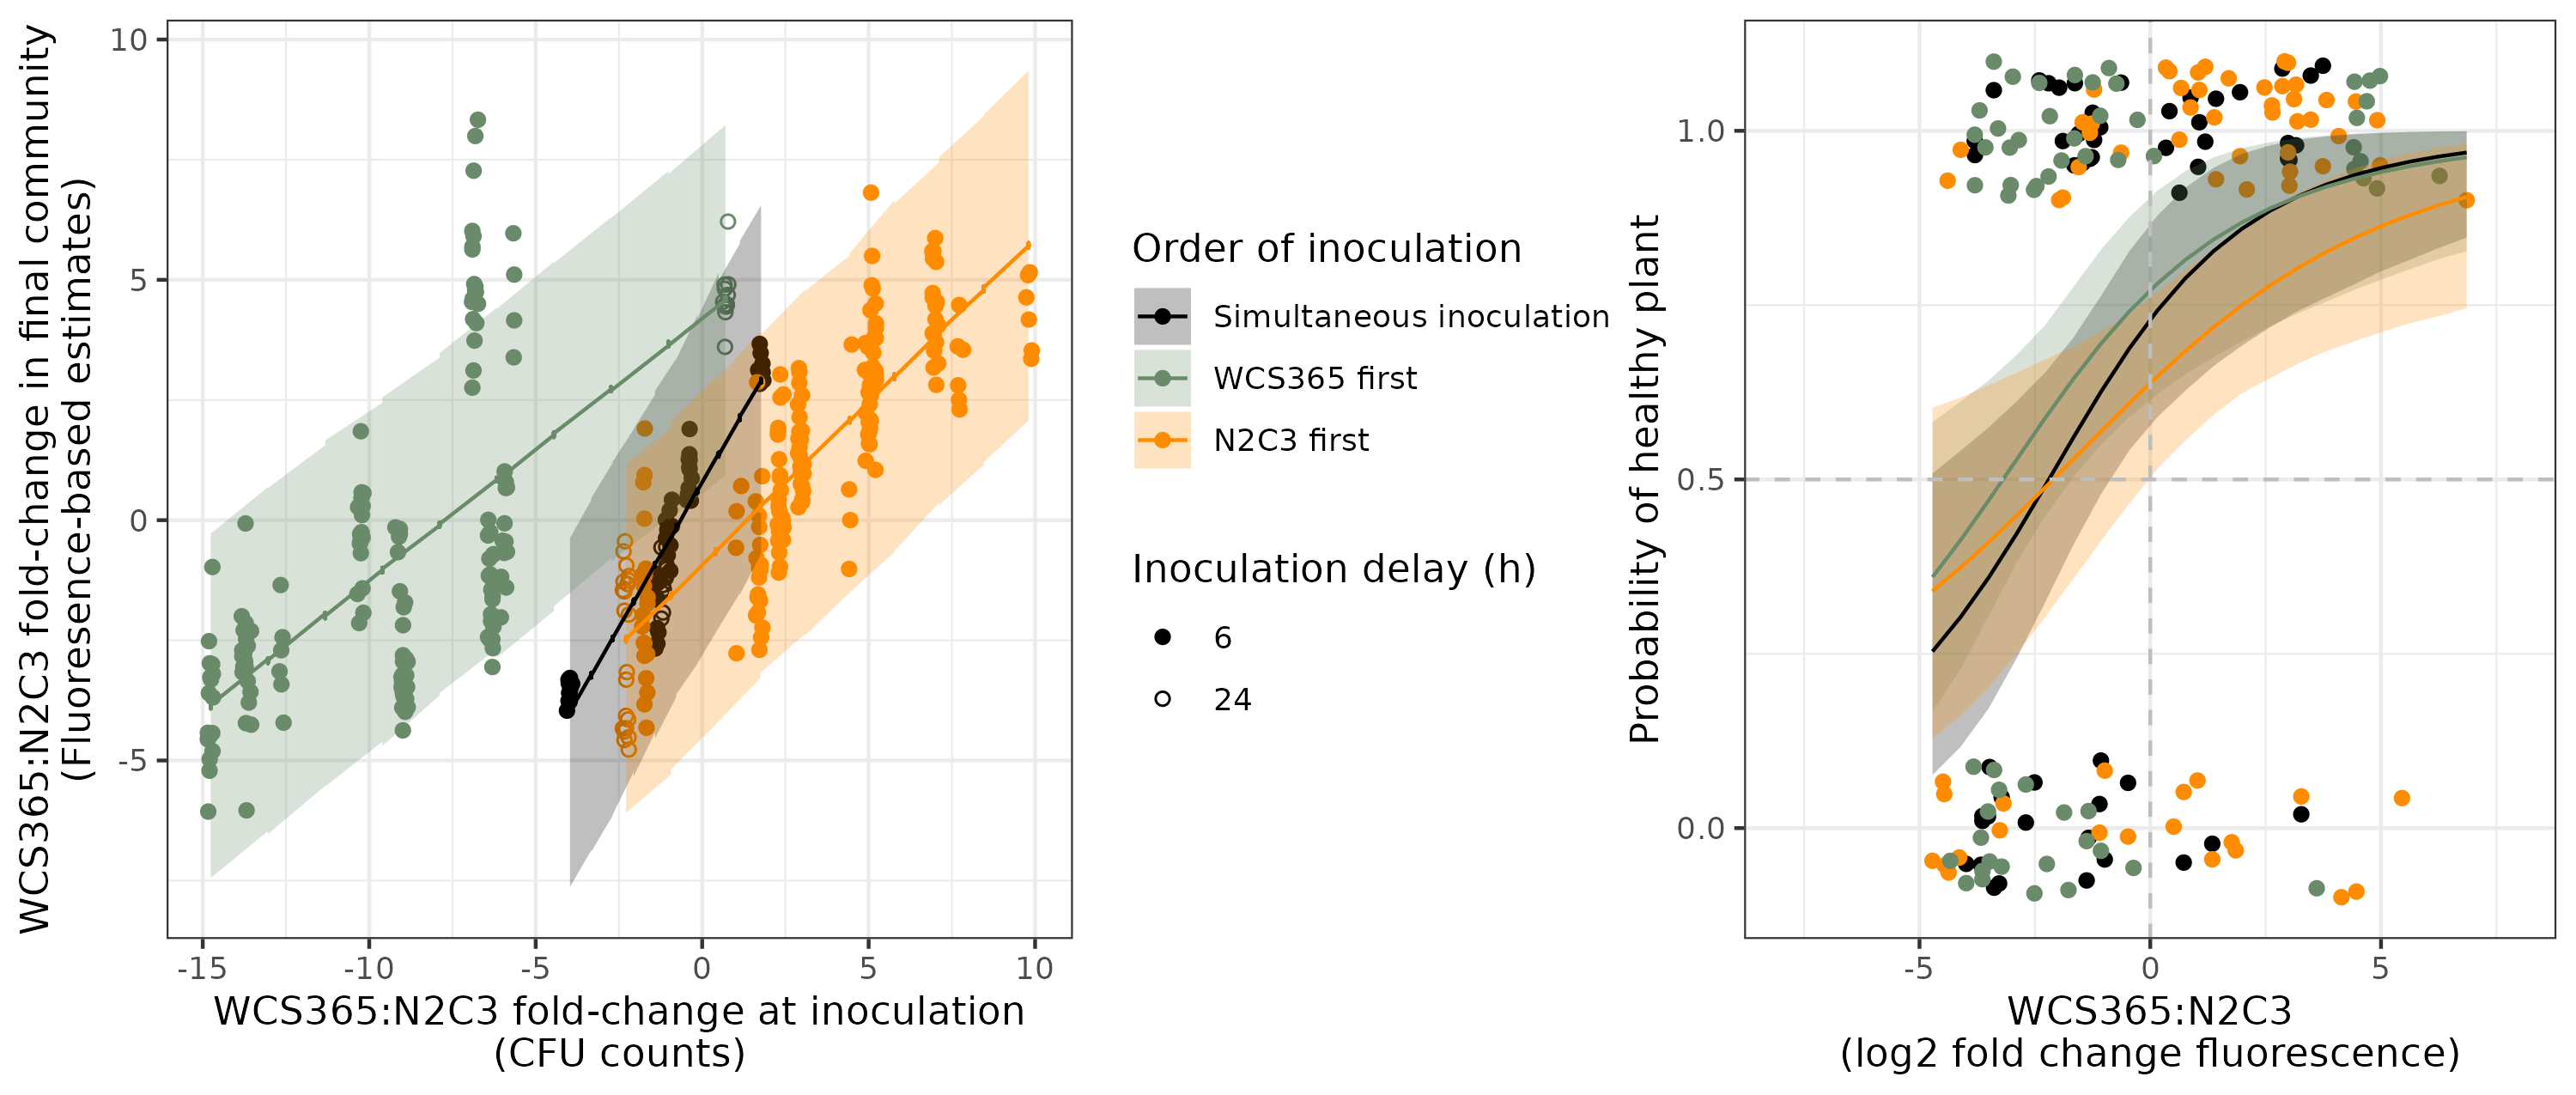 WCS365:N2C3 fold-change in final community
(Fluoresence-based estimates)
10
5
0
-5
-15
-10
-5
0
5
10
WCS365:N2C3 fold-change at inoculation
(CFU counts)
Order of inoculation
Simultaneous inoculation
WCS365 first
N2C3 first
Inoculation delay (h)
6
24
Probability of healthy plant
1.0
0.5
0.0
-5
0
5
WCS365:N2C3
(log2 fold change fluorescence)